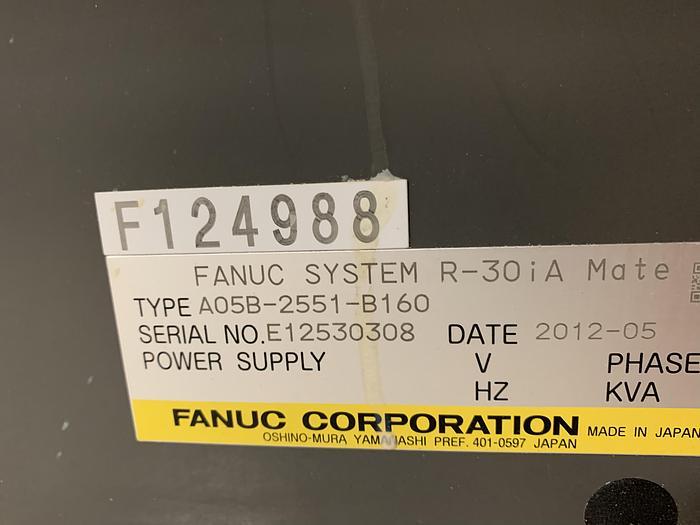 F124988
FANUC SYSTEM R-30iA Mate
TYPE A05B-2551-B160
SERIAL NO. E12530308 DATE 2012-05
POWER SUPPLY V PHASE
HZ KVA
FANUC CORPORATION MADE IN JAPAN
OSHINO-MURA YAMANASHI PREF. 401-0597 JAPAN